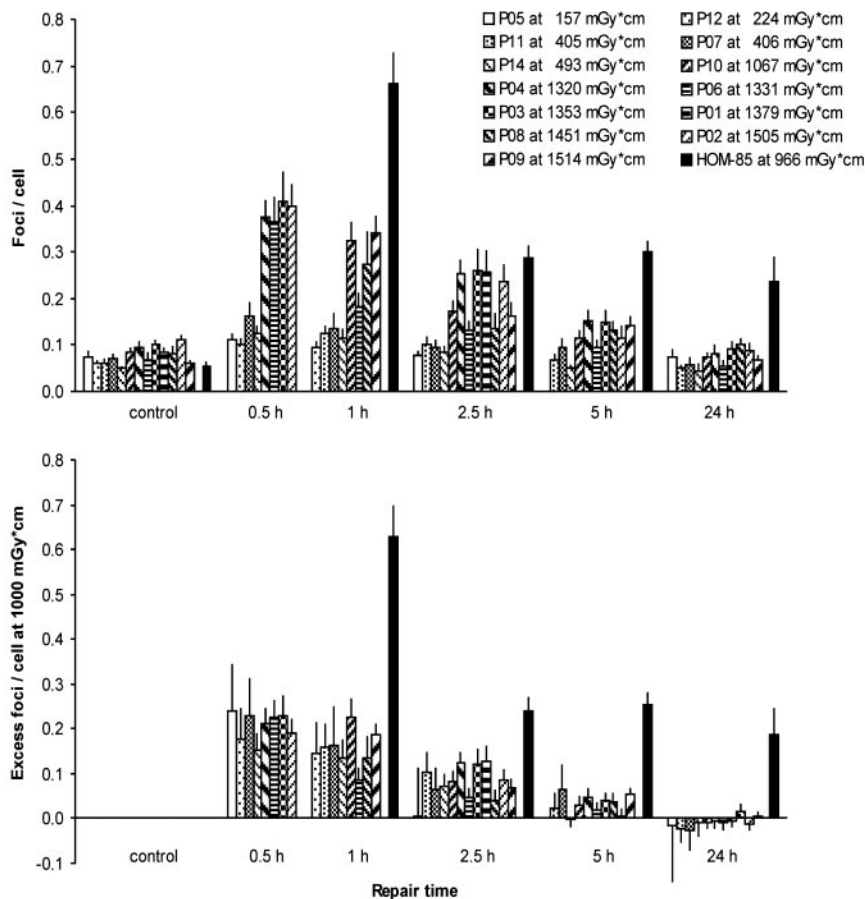 P05 at 157 mGy*cm P12 at 224 mGy*cm
P11 at 405 mGy*cm P07 at 406 mGy*cm
P14 at 493 mGy*cm P10 at 1067 mGy*cm
P04 at 1320 mGy*cm P06 at 1331 mGy*cm
P03 at 1353 mGy*cm P01 at 1379 mGy*cm
P08 at 1451 mGy*cm P02 at 1505 mGy*cm
P09 at 1514 mGy*cm HOM-85 at 966 mGy*cm
Foci / cell
0.8
0.7
0.6
0.5
0.4
0.3
0.2
0.1
0.0
control 0.5 h 1 h 2.5 h 5 h 24 h
Excess foci / cell at 1000 mGy*cm
0.8
0.7
0.6
0.5
0.4
0.3
0.2
0.1
0.0
-0.1
control 0.5 h 1 h 2.5 h 5 h 24 h
Repair time